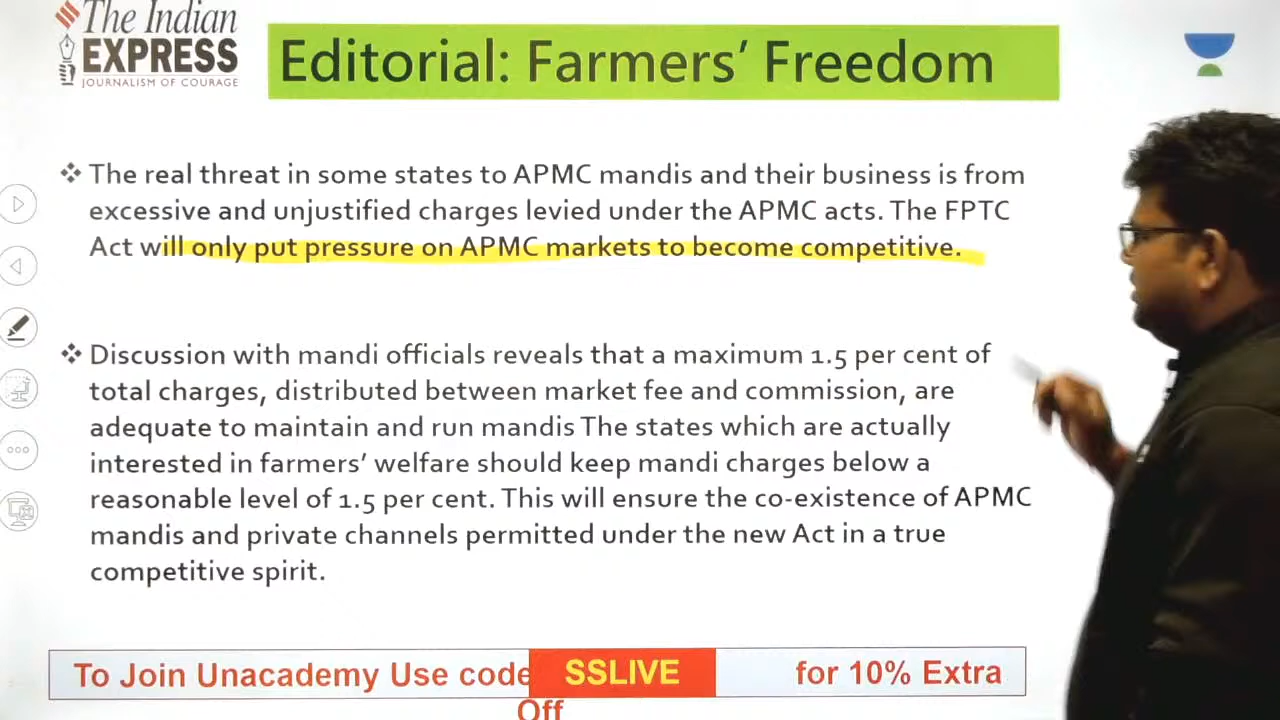 The Indian
EXPRESS
JOURNALISM OF COURAGE
Editorial: Farmers’ Freedom
The real threat in some states to APMC mandis and their business is from
excessive and unjustified charges levied under the APMC acts. The FPTC
Act will only put pressure on APMC markets to become competitive.
Discussion with mandi officials reveals that a maximum 1.5 per cent of
total charges, distributed between market fee and commission, are
adequate to maintain and run mandis The states which are actually
interested in farmers’ welfare should keep mandi charges below a
reasonable level of 1.5 per cent. This will ensure the co-existence of APMC
mandis and private channels permitted under the new Act in a true
competitive spirit.
To Join Unacademy Use code SSLIVE for 10% Extra
Off